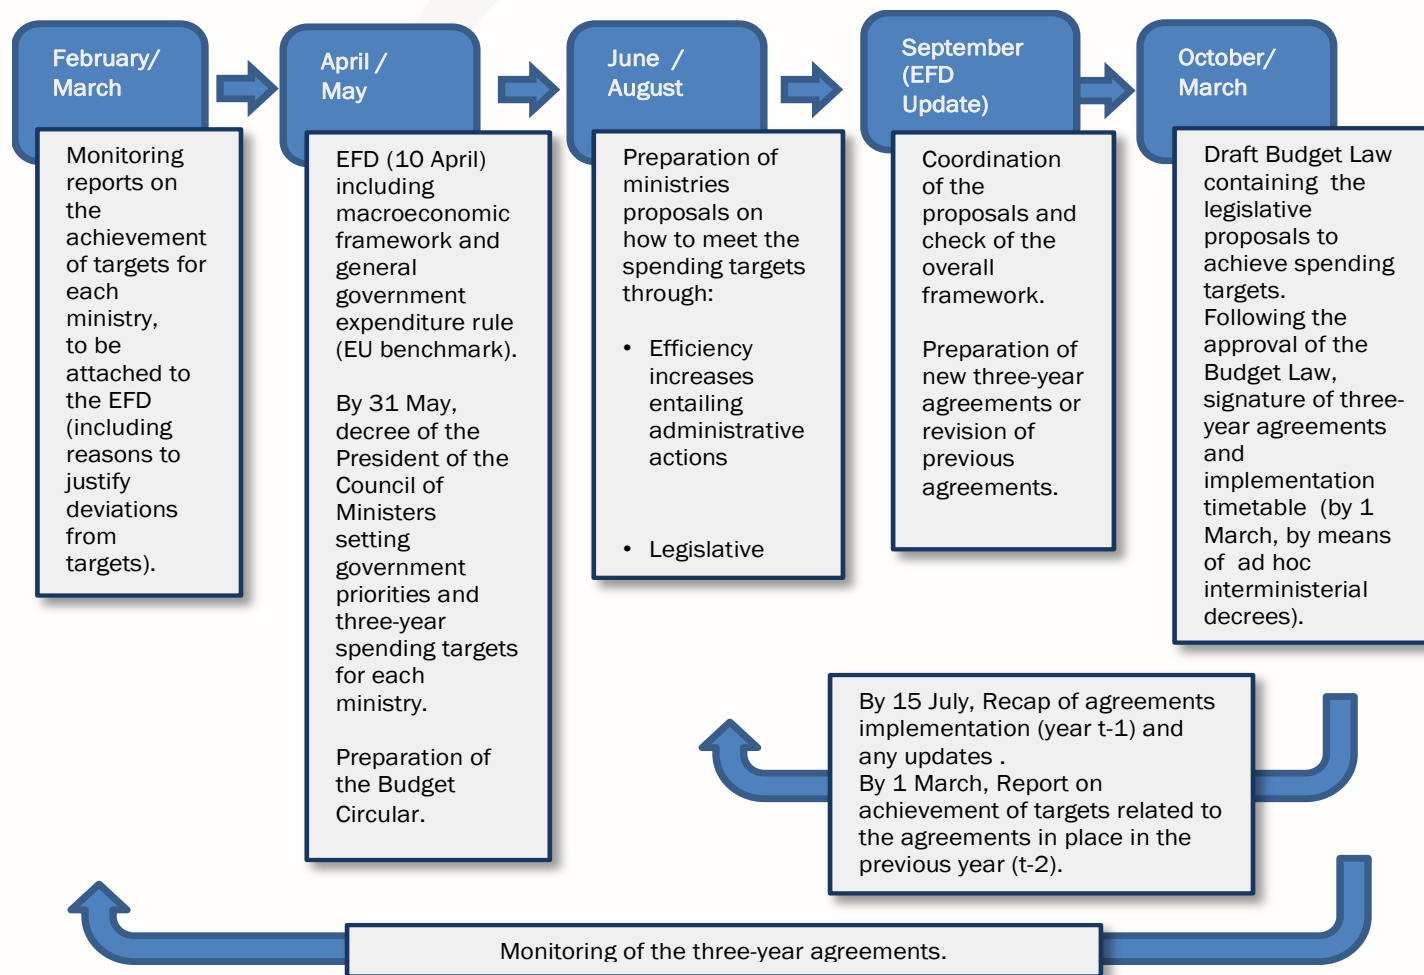 February/
March
Monitoring
reports on
the
achievement
of targets for
each
ministry,
to be
attached to
the EFD
(including
reasons to
justify
deviations
from
targets).
April /
May
EFD (10 April)
including
macroeconomic
framework and
general
government
expenditure rule
(EU benchmark).
By 31 May,
decree of the
President of the
Council of
Ministers
setting
government
priorities and
three-year
spending targets
for each
ministry.
Preparation of
the Budget
Circular.
June /
August
Preparation of
ministries
proposals on
how to meet the
spending targets
through:
• Efficiency
increases
entailing
administrative
actions
• Legislative
September
(EFD
Update)
Coordination
of the
proposals and
check of the
overall
framework.
Preparation of
new three-year
agreements or
revision of
previous
agreements.
October/
March
Draft Budget Law
containing the
legislative
proposals to
achieve spending
targets.
Following the
approval of the
Budget Law,
signature of three-
year agreements
and
implementation
timetable (by 1
March, by means
of ad hoc
interministerial
decrees).
By 15 July, Recap of agreements
implementation (year t-1) and
any updates .
By 1 March, Report on
achievement of targets related to
the agreements in place in the
previous year (t-2).
Monitoring of the three-year agreements.